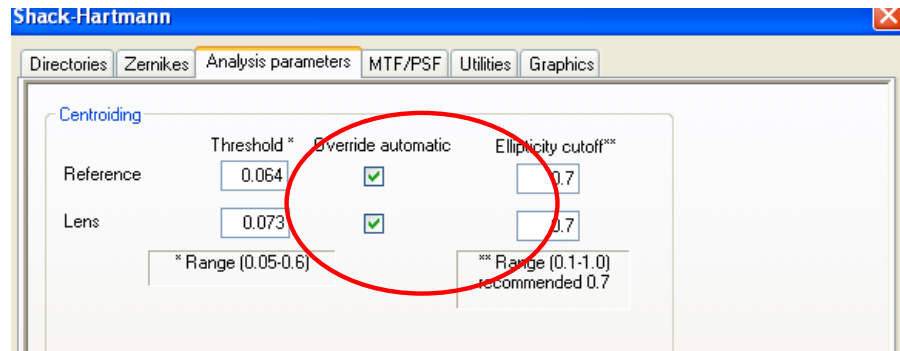 Shack-Hartmann
Directories Zernikes Analysis parameters MTF/PSF Utilities Graphics
Centroiding
Threshold * Override automatic Ellipticity cutoff**
Reference 0.064 0.7
Lens 0.073 0.7
* Range (0.05-0.6) ** Range (0.1-1.0)
recommended 0.7